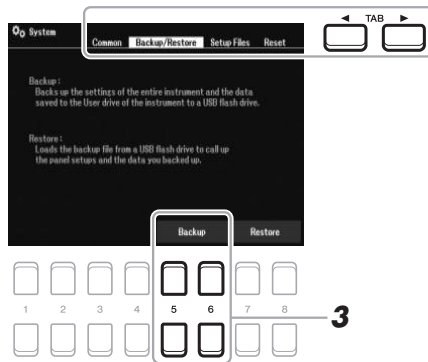 System
◀ TAB ▶
Common Backup/Restore Setup Files Reset
Backup :
Backs up the settings of the entire instrument and the data
saved to the User drive of the instrument to a USB flash drive.
Restore :
Loads the backup file from a USB flash drive to call up
the panel setups and the data you backed up.
Backup Restore
1 2 3 4 5 6 7 8
3